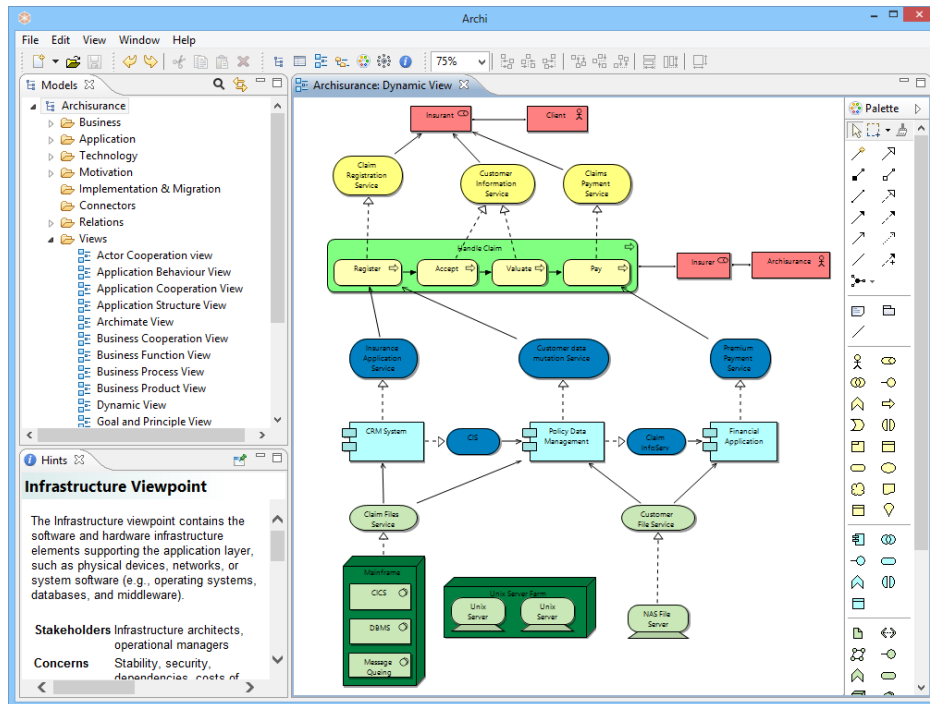 Archi
File Edit View Window Help
75%
Models
Archisurance
Business
Application
Technology
Motivation
Implementation & Migration
Connectors
Relations
Views
Actor Cooperation view
Application Behaviour View
Application Cooperation View
Application Structure View
Archimate View
Business Cooperation View
Business Function View
Business Process View
Business Product View
Dynamic View
Goal and Principle View
Hints
Infrastructure Viewpoint
The Infrastructure viewpoint contains the
software and hardware infrastructure
elements supporting the application layer,
such as physical devices, networks, or
system software (e.g., operating systems,
databases, and middleware).
Stakeholders Infrastructure architects,
operational managers
Concerns Stability, security,
dependencies, costs of
Archisurance: Dynamic View
Insurant
Client
Claim
Registration
Service
Customer
Information
Service
Claims
Payment
Service
Handle Claim
Register
Accept
Valuate
Pay
Insurer
Archisurance
Insurance
Application
Service
Customer data
mutation Service
Premium
Payment
Service
CRM System
CIS
Policy Data
Management
Claim
InfoServ
Financial
Application
Claim Files
Service
Customer
File Service
Mainframe
CICS
DBMS
Message
Queing
Unix Server Farm
Unix
Server
Unix
Server
NAS File
Server
Palette